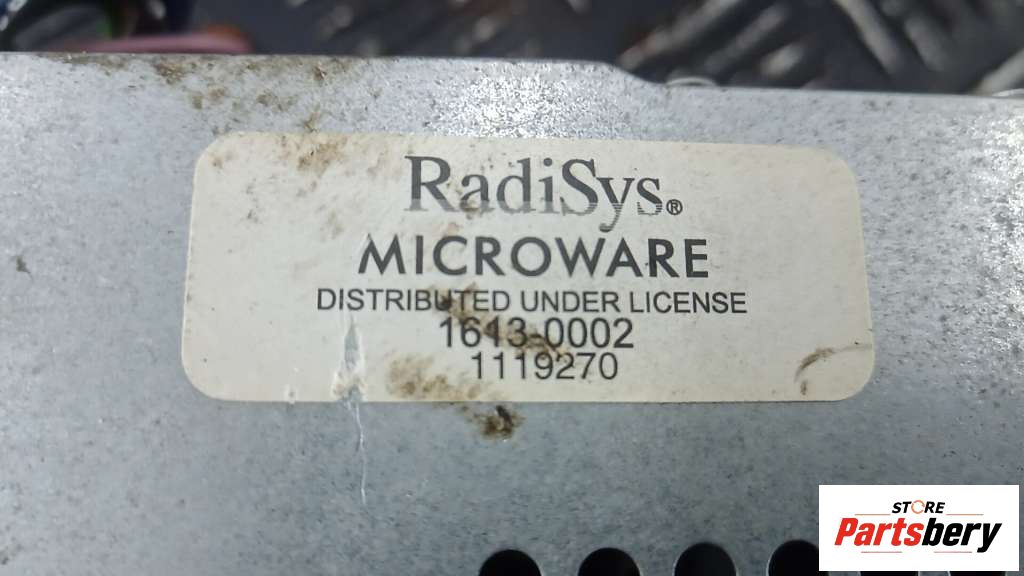 RadiSys®
MICROWARE
DISTRIBUTED UNDER LICENSE
1613-0002
1119270
STORE
Partsbery